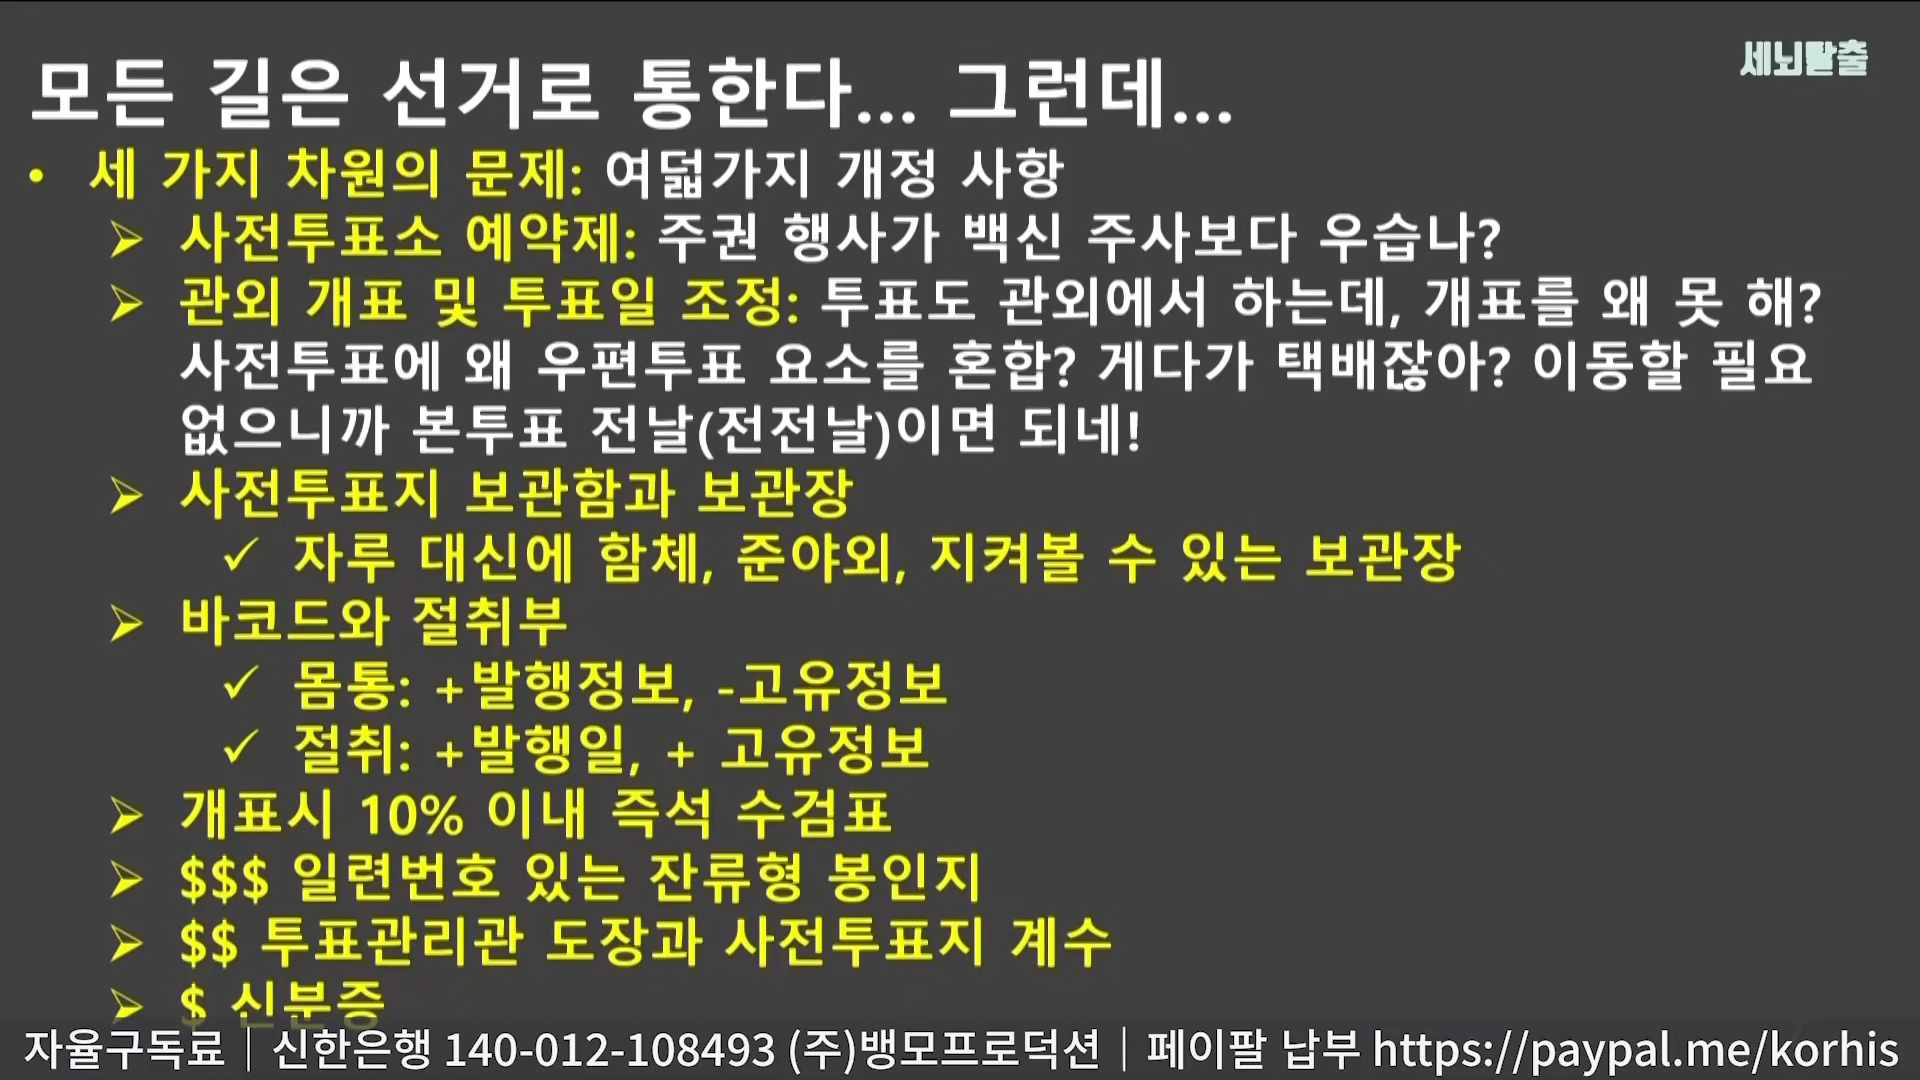 세뇌탈출
모든 길은 선거로 통한다... 그런데...
• 세 가지 차원의 문제: 여덟가지 개정 사항
➢ 사전투표소 예약제: 주권 행사가 백신 주사보다 우습나?
➢ 관외 개표 및 투표일 조정: 투표도 관외에서 하는데, 개표를 왜 못 해?
사전투표에 왜 우편투표 요소를 혼합? 게다가 택배잖아? 이동할 필요
없으니까 본투표 전날(전전날)이면 되네!
➢ 사전투표지 보관함과 보관장
✓ 자루 대신에 함체, 준야외, 지켜볼 수 있는 보관장
➢ 바코드와 절취부
✓ 몸통: +발행정보, -고유정보
✓ 절취: +발행일, + 고유정보
➢ 개표시 10% 이내 즉석 수검표
➢ $$$ 일련번호 있는 잔류형 봉인지
➢ $$ 투표관리관 도장과 사전투표지 계수
➢ $ 신분증
자율구독료│신한은행 140-012-108493 (주)뱅모프로덕션│페이팔 납부 https://paypal.me/korhis